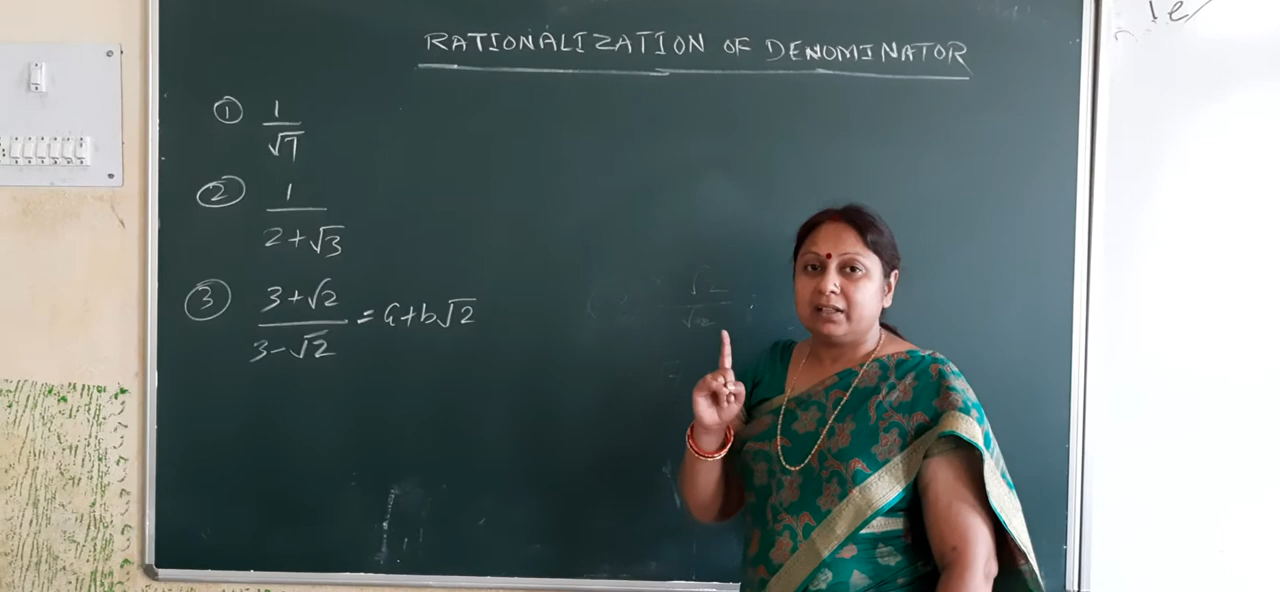 RATIONALIZATION OF DENOMINATOR
① 1/√7
② 1/2+√3
③ 3+√2/3-√2 = a+b√2